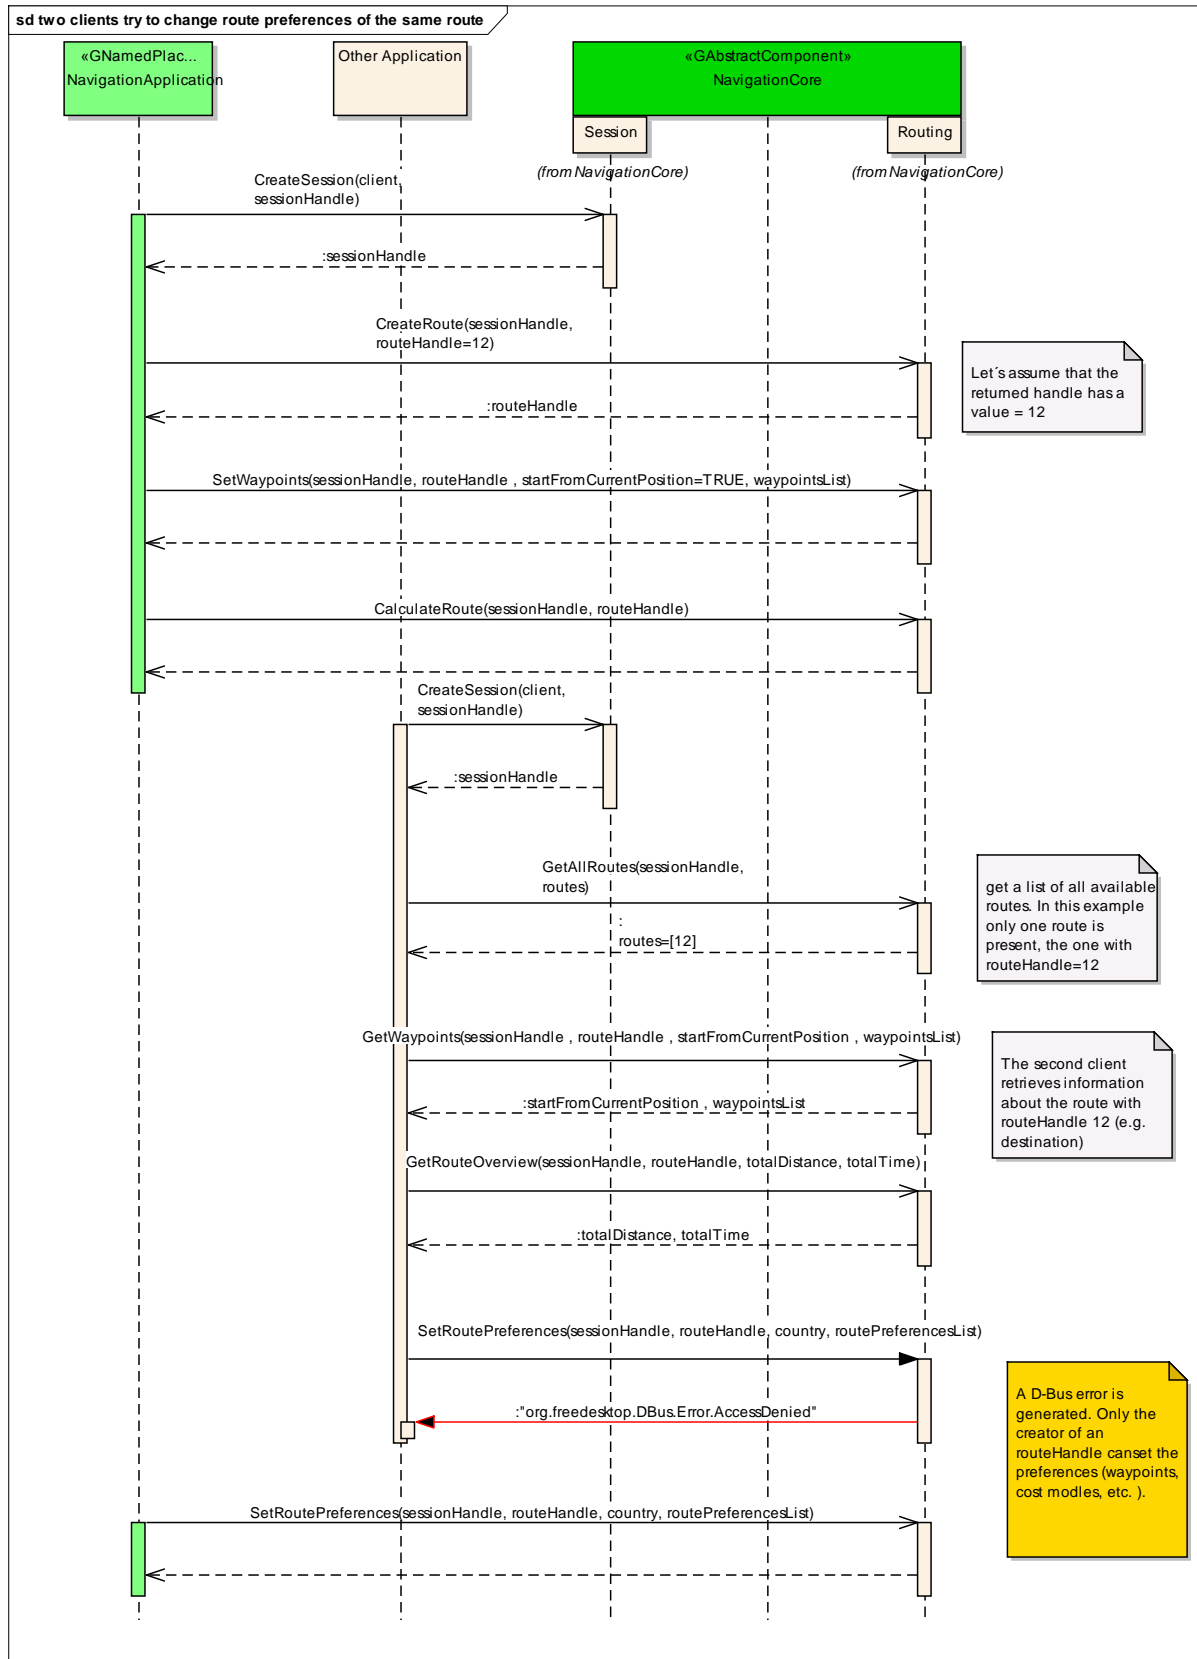 sd two clients try to change route preferences of the same route
«GNamedPlac...
NavigationApplication
Other Application
«GAbstractComponent»
NavigationCore
Session
Routing
(from NavigationCore)
(from NavigationCore)
CreateSession(client,
sessionHandle)
:sessionHandle
CreateRoute(sessionHandle,
routeHandle=12)
Let´s assume that the
returned handle has a
value = 12
:routeHandle
SetWaypoints(sessionHandle, routeHandle , startFromCurrentPosition=TRUE, waypointsList)
CalculateRoute(sessionHandle, routeHandle)
CreateSession(client,
sessionHandle)
:sessionHandle
GetAllRoutes(sessionHandle,
routes)
get a list of all available
routes. In this example
only one route is
present, the one with
routeHandle=12
:
routes=[12]
GetWaypoints(sessionHandle , routeHandle , startFromCurrentPosition , waypointsList)
The second client
retrieves information
about the route with
routeHandle 12 (e.g.
destination)
:startFromCurrentPosition , waypointsList
GetRouteOverview(sessionHandle, routeHandle, totalDistance, totalTime)
:totalDistance, totalTime
SetRoutePreferences(sessionHandle, routeHandle, country, routePreferencesList)
A D-Bus error is
generated. Only the
creator of an
routeHandle canset the
preferences (waypoints,
cost modles, etc. ).
:"org.freedesktop.DBus.Error.AccessDenied"
SetRoutePreferences(sessionHandle, routeHandle, country, routePreferencesList)